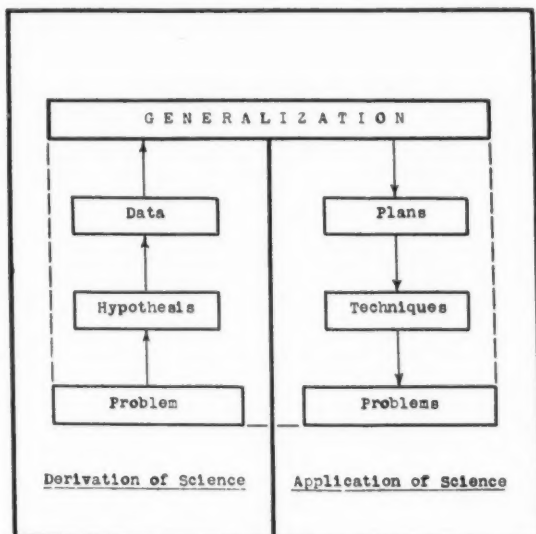 GENERALIZATION
Data
Plans
Hypothesis
Techniques
Problem
Problems
Derivation of Science
Application of Science